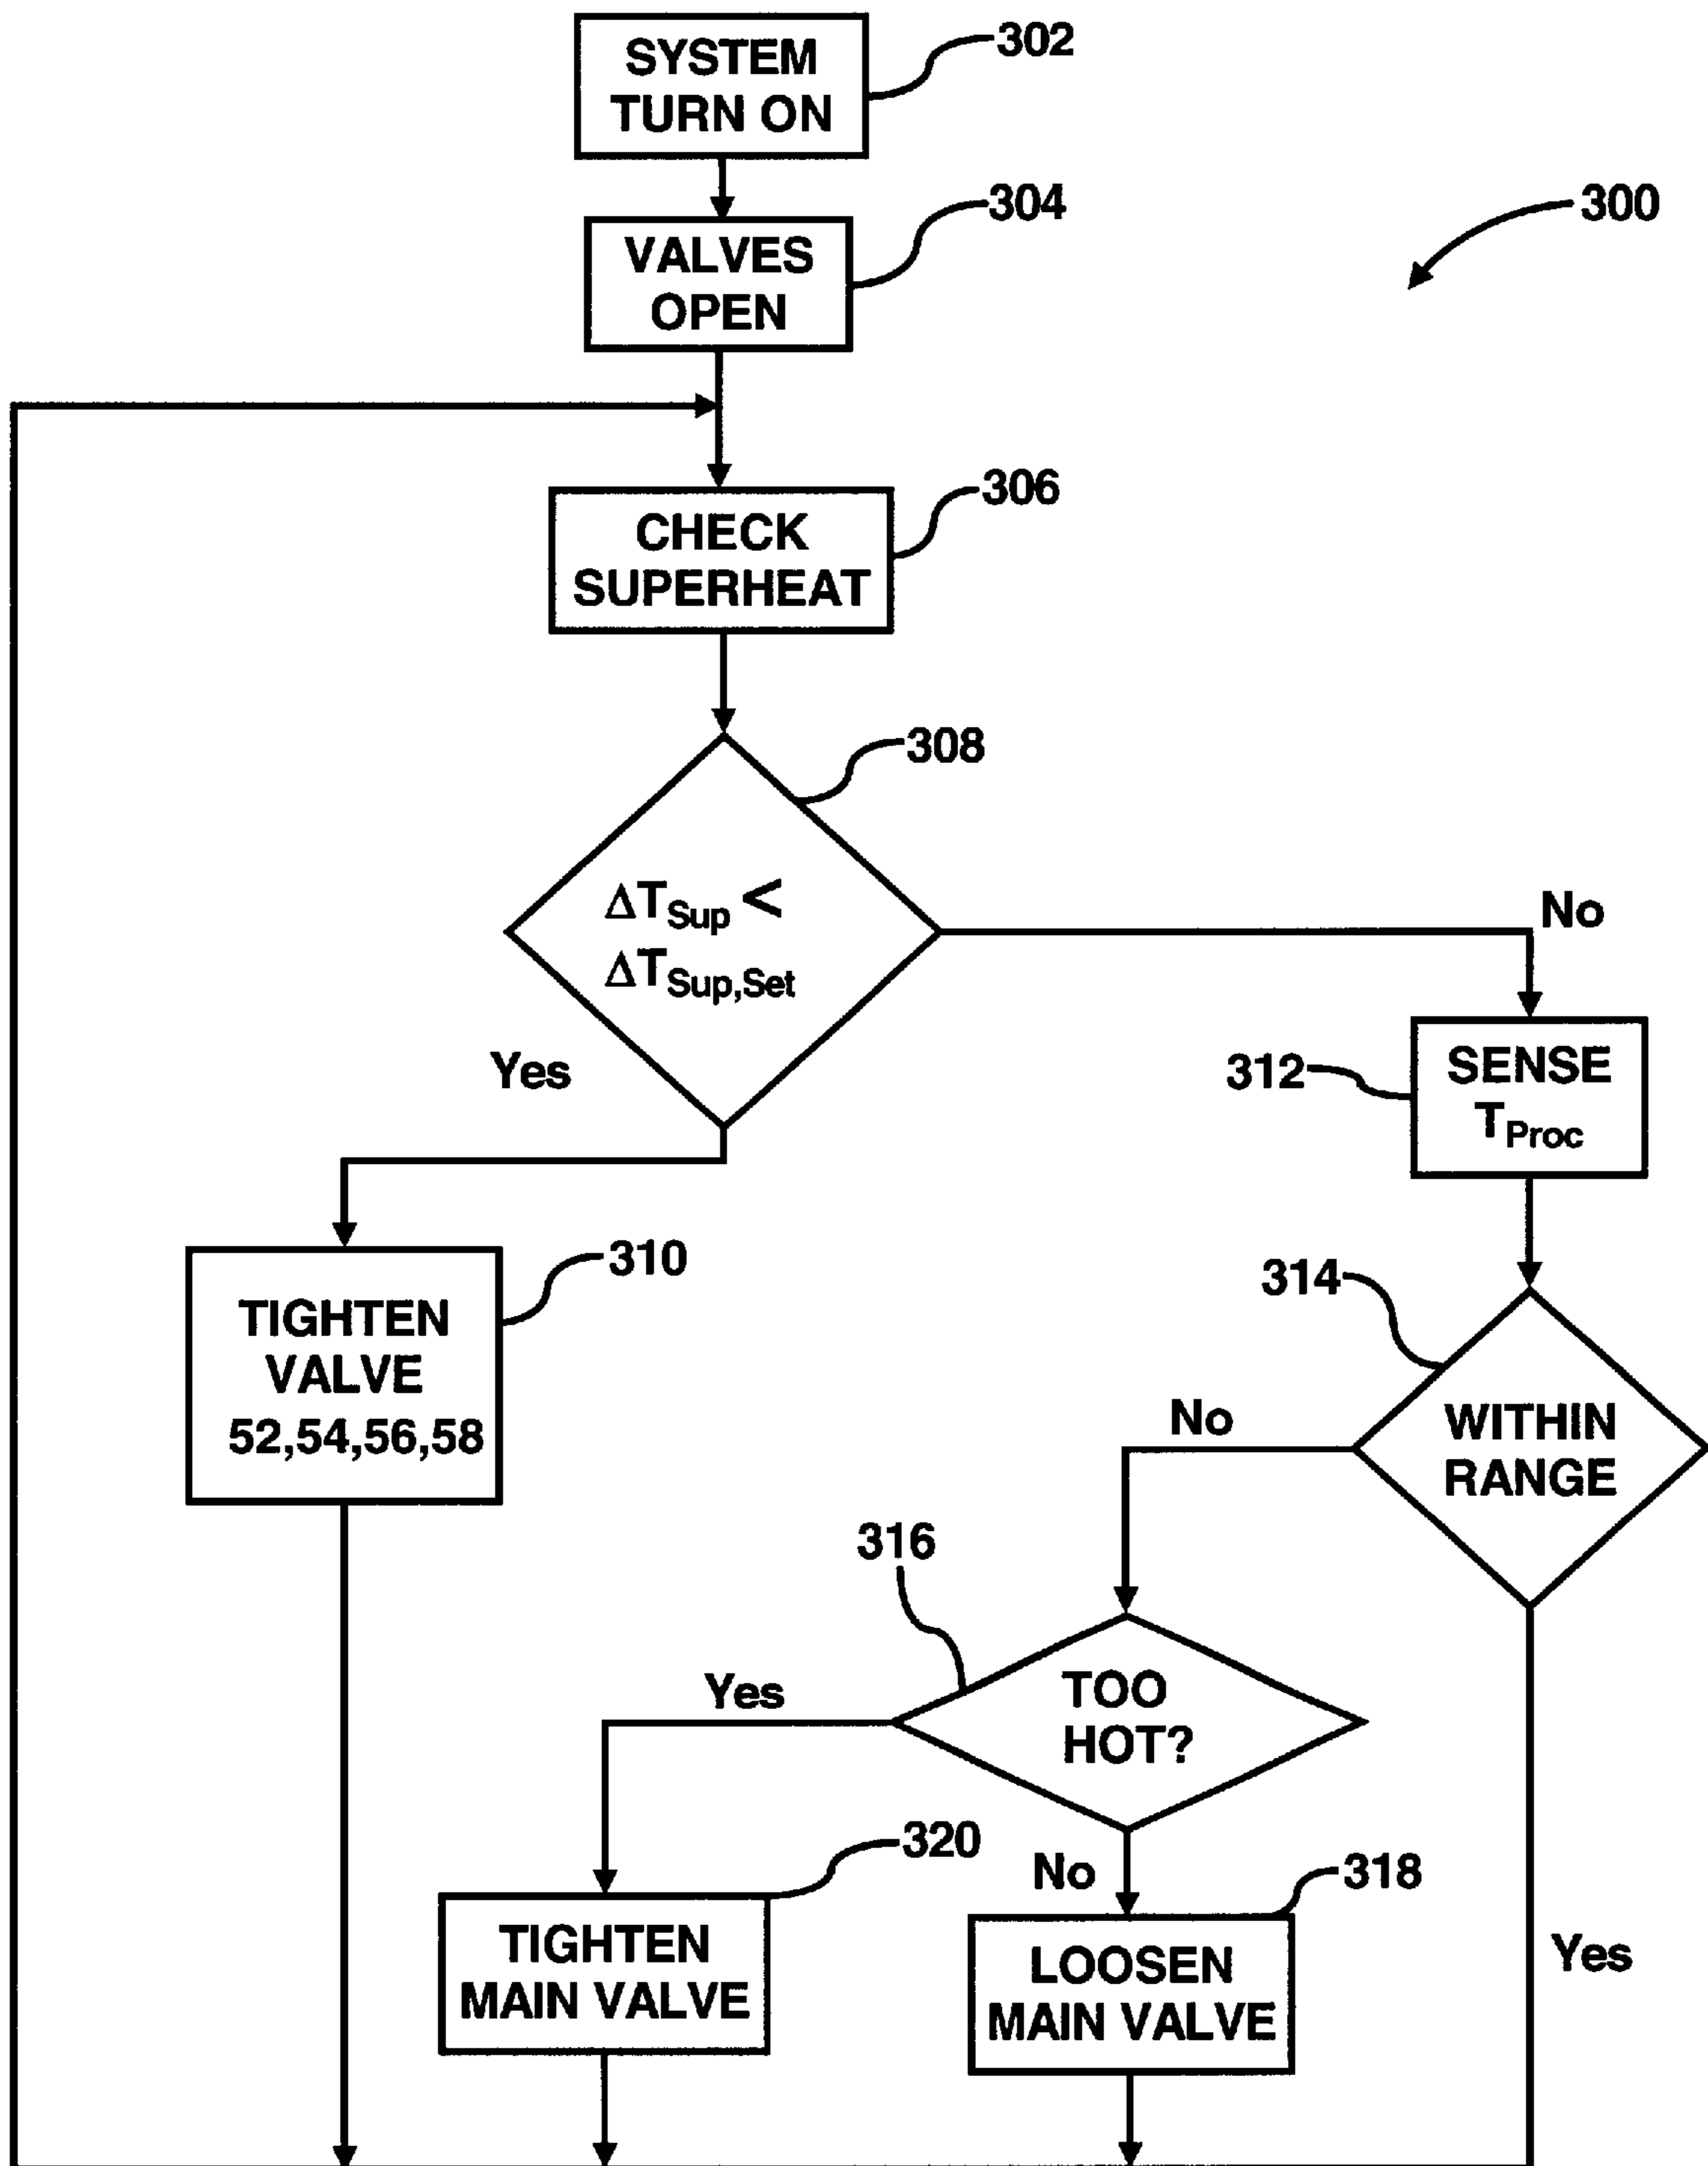 SYSTEM
TURN ON
302
VALVES
OPEN
304
300
CHECK
SUPERHEAT
306
308
ΔTSup <
ΔTSup,Set
No
Yes
SENSE
TProc
312
TIGHTEN
VALVE
52,54,56,58
310
314
WITHIN
RANGE
No
316
TOO
HOT?
Yes
320
No
318
TIGHTEN
MAIN VALVE
LOOSEN
MAIN VALVE
Yes